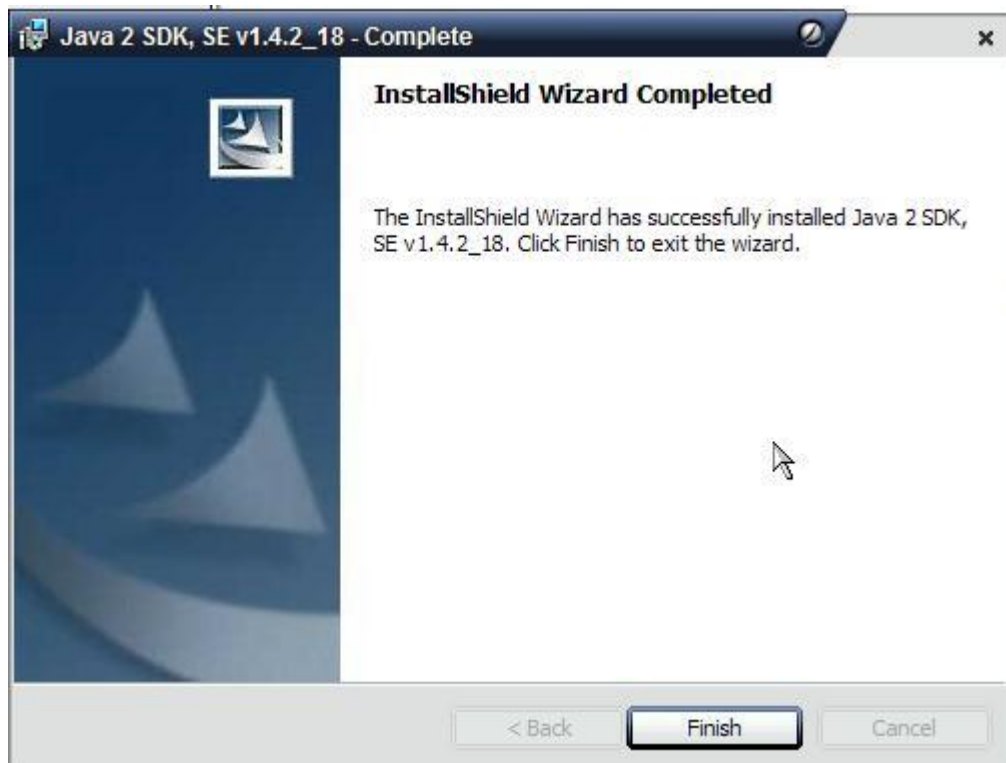 Java 2 SDK, SE v1.4.2_18 - Complete
InstallShield Wizard Completed
The InstallShield Wizard has successfully installed Java 2 SDK,
SE v1.4.2_18. Click Finish to exit the wizard.
< Back
Finish
Cancel